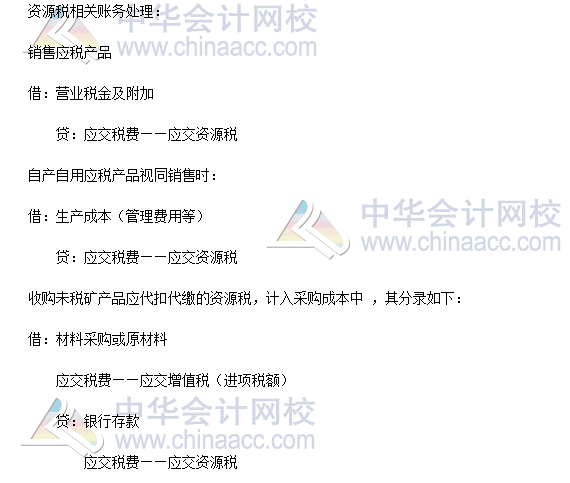 资源税相关账务处理：
中华会计网校
www.chinaacc.com
销售应税产品
借：营业税金及附加
贷：应交税费——应交资源税
自产自用应税产品视同销售时：
借：生产成本（管理费用等）
中华会计网校
www.chinaacc.com
贷：应交税费——应交资源税
收购未税矿产品应代扣代缴的资源税，计入采购成本中 ，其分录如下：
借：材料采购或原材料
应交税费——应交增值税（进项税额）
中华会计网校
贷：银行存款
www.chinaacc.com
应交税费——应交资源税